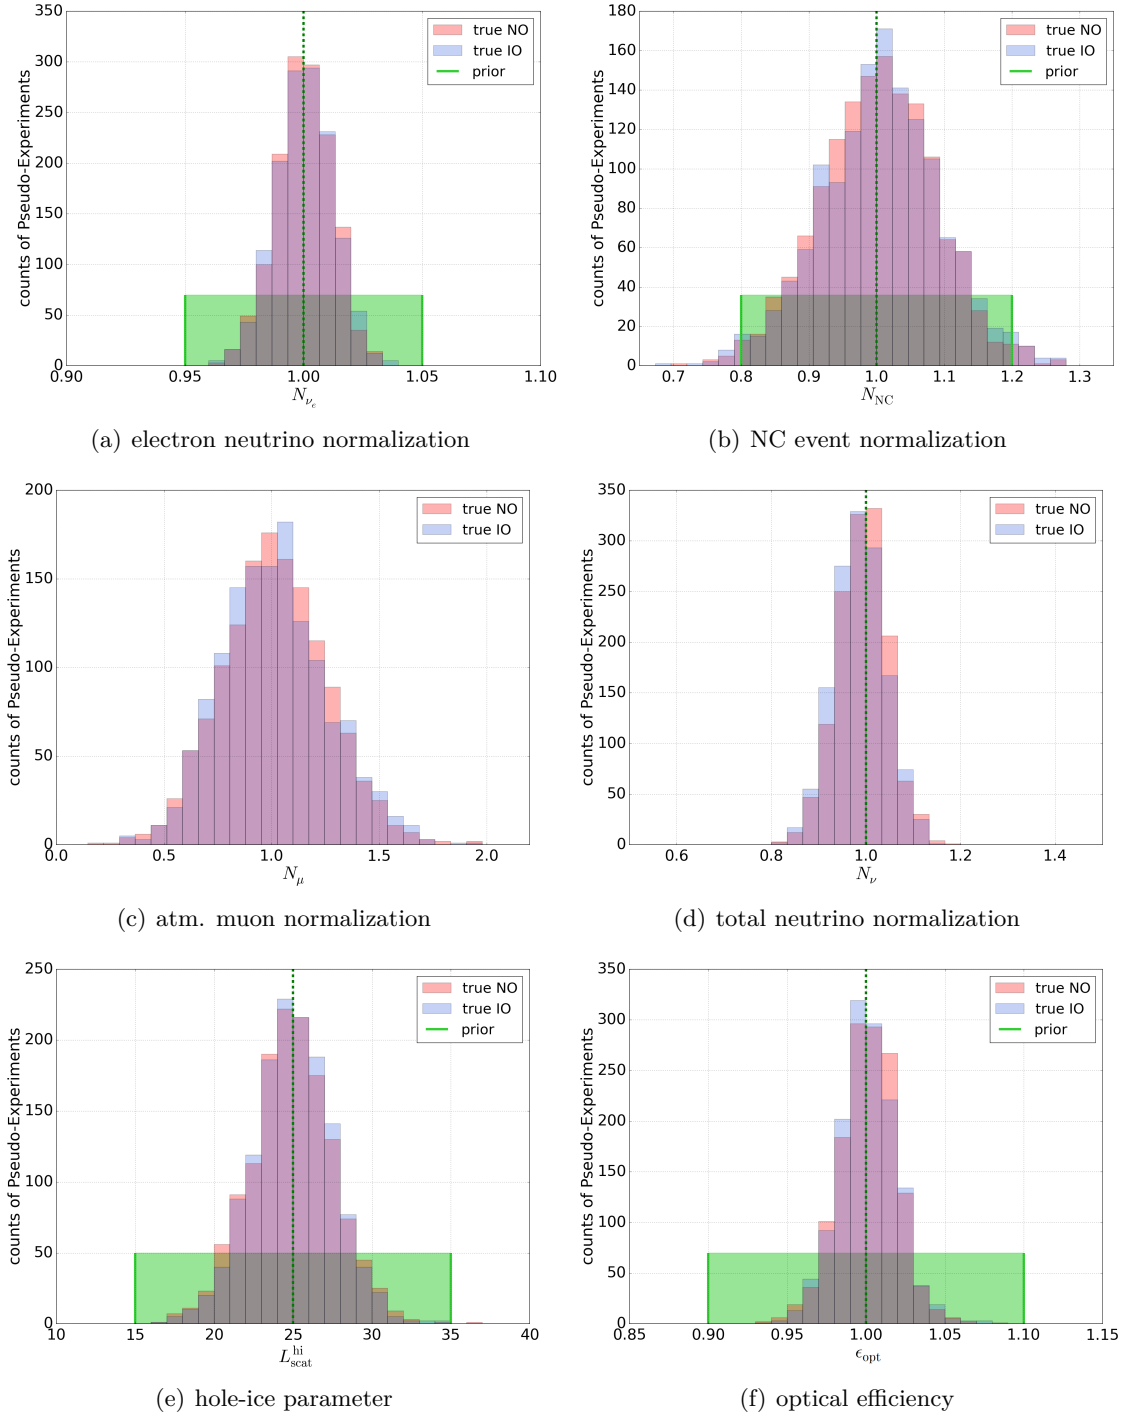 350
300
250
200
150
100
50
0
counts of Pseudo-Experiments
true NO
true IO
prior
0.90
0.95
1.00
1.05
1.10
N_{ν_e}
(a) electron neutrino normalization
180
160
140
120
100
80
60
40
20
0
counts of Pseudo-Experiments
true NO
true IO
prior
0.7
0.8
0.9
1.0
1.1
1.2
1.3
N_{NC}
(b) NC event normalization
200
150
100
50
0
counts of Pseudo-Experiments
true NO
true IO
0.0
0.5
1.0
1.5
2.0
N_μ
(c) atm. muon normalization
350
300
250
200
150
100
50
0
counts of Pseudo-Experiments
true NO
true IO
0.6
0.8
1.0
1.2
1.4
N_ν
(d) total neutrino normalization
250
200
150
100
50
0
counts of Pseudo-Experiments
true NO
true IO
prior
10
15
20
25
30
35
40
L^{hi}_{scat}
(e) hole-ice parameter
350
300
250
200
150
100
50
0
counts of Pseudo-Experiments
true NO
true IO
prior
0.85
0.90
0.95
1.00
1.05
1.10
1.15
ϵ_{opt}
(f) optical efficiency